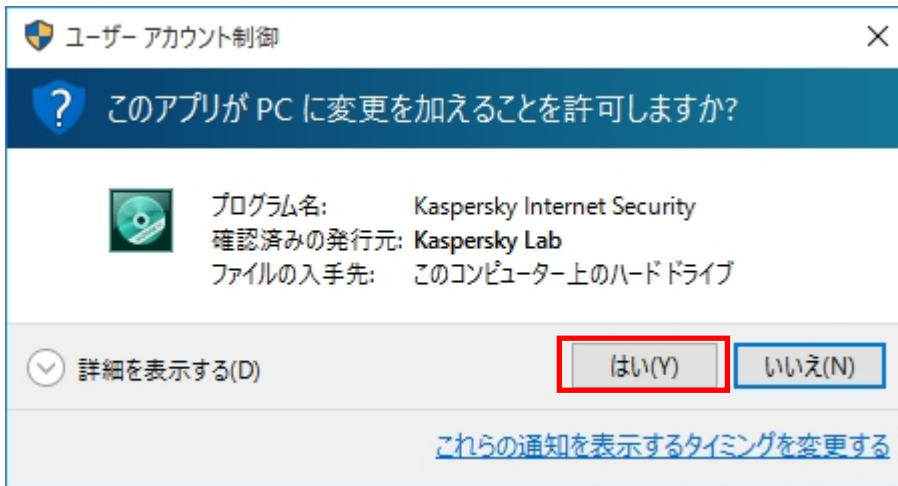 ユーザー アカウント制御
?
このアプリが PC に変更を加えることを許可しますか?
プログラム名: Kaspersky Internet Security
確認済みの発行元: Kaspersky Lab
ファイルの入手先: このコンピューター上のハード ドライブ
詳細を表示する(D) はい(Y) いいえ(N)
これらの通知を表示するタイミングを変更する